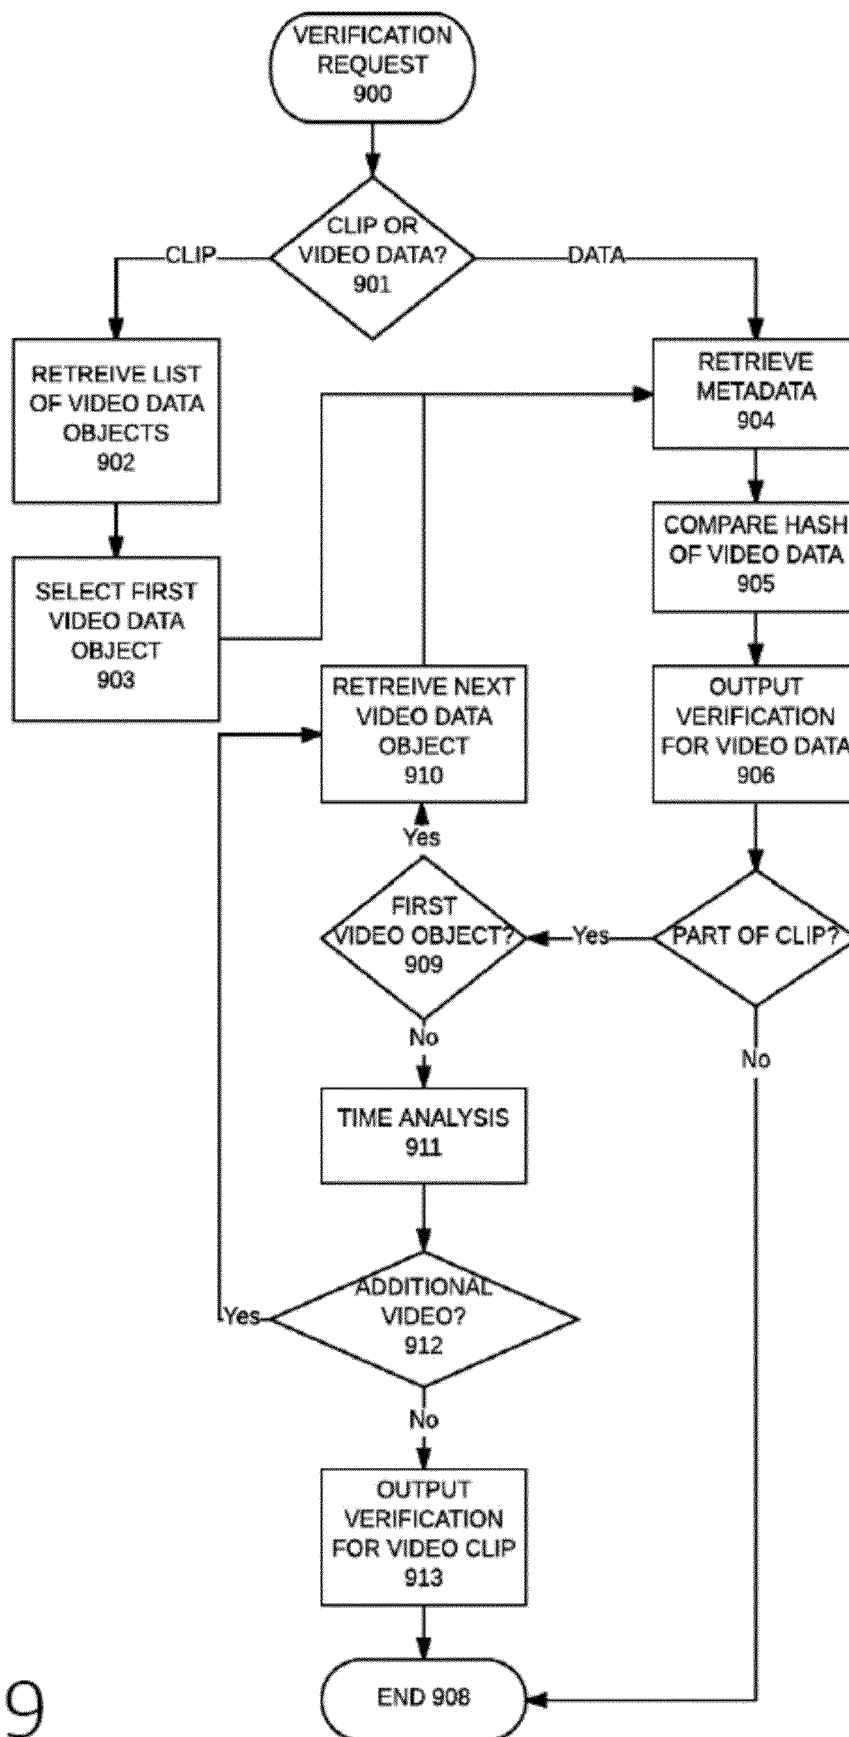 VERIFICATION
REQUEST
900
CLIP OR
VIDEO DATA?
901
CLIP
DATA
RETREIVE LIST
OF VIDEO DATA
OBJECTS
902
RETRIEVE
METADATA
904
COMPARE HASH
OF VIDEO DATA
905
SELECT FIRST
VIDEO DATA
OBJECT
903
RETREIVE NEXT
VIDEO DATA
OBJECT
910
OUTPUT
VERIFICATION
FOR VIDEO DATA
906
Yes
FIRST
VIDEO OBJECT?
909
Yes
PART OF CLIP?
No
No
TIME ANALYSIS
911
ADDITIONAL
VIDEO?
912
Yes
No
OUTPUT
VERIFICATION
FOR VIDEO CLIP
913
END 908
9